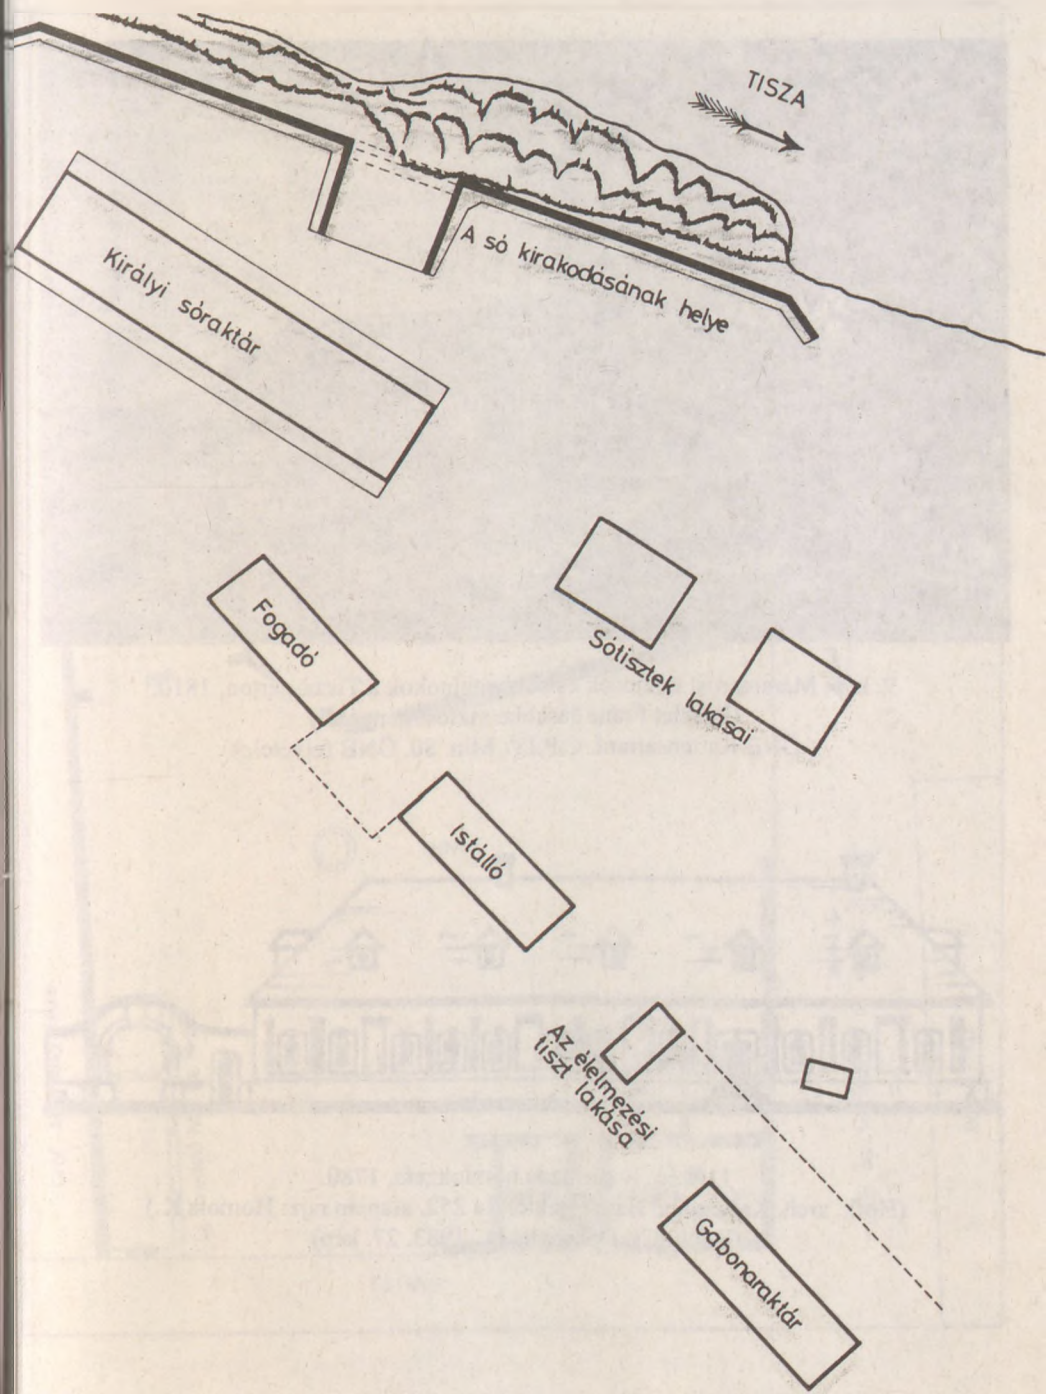 TISZA
A só kirakodásának helye
Királyi sóraktár
Fogadó
Sótisztek lakásai
Istálló
Az élelmezési
tiszt lakása
Gabonaraktár